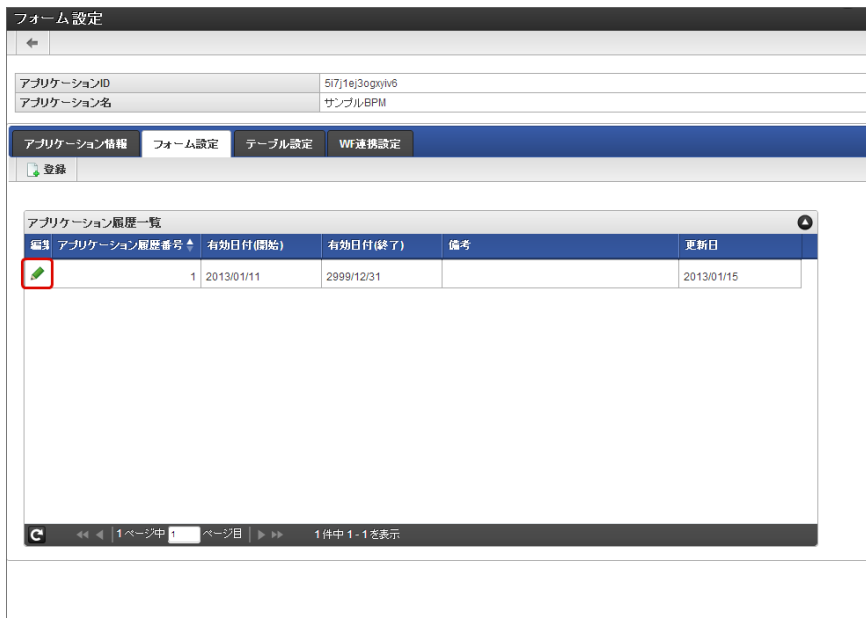 フォーム設定
アプリケーションID 5i7j1ej3ogxyiv6
アプリケーション名 サンプルBPM
アプリケーション情報 フォーム設定 テーブル設定 WF連携設定
登録
アプリケーション履歴一覧
編集 アプリケーション履歴番号 有効日付(開始) 有効日付(終了) 備考 更新日
1 2013/01/11 2999/12/31 2013/01/15
1 ページ中 1 ページ目 1 件中 1 - 1 を表示